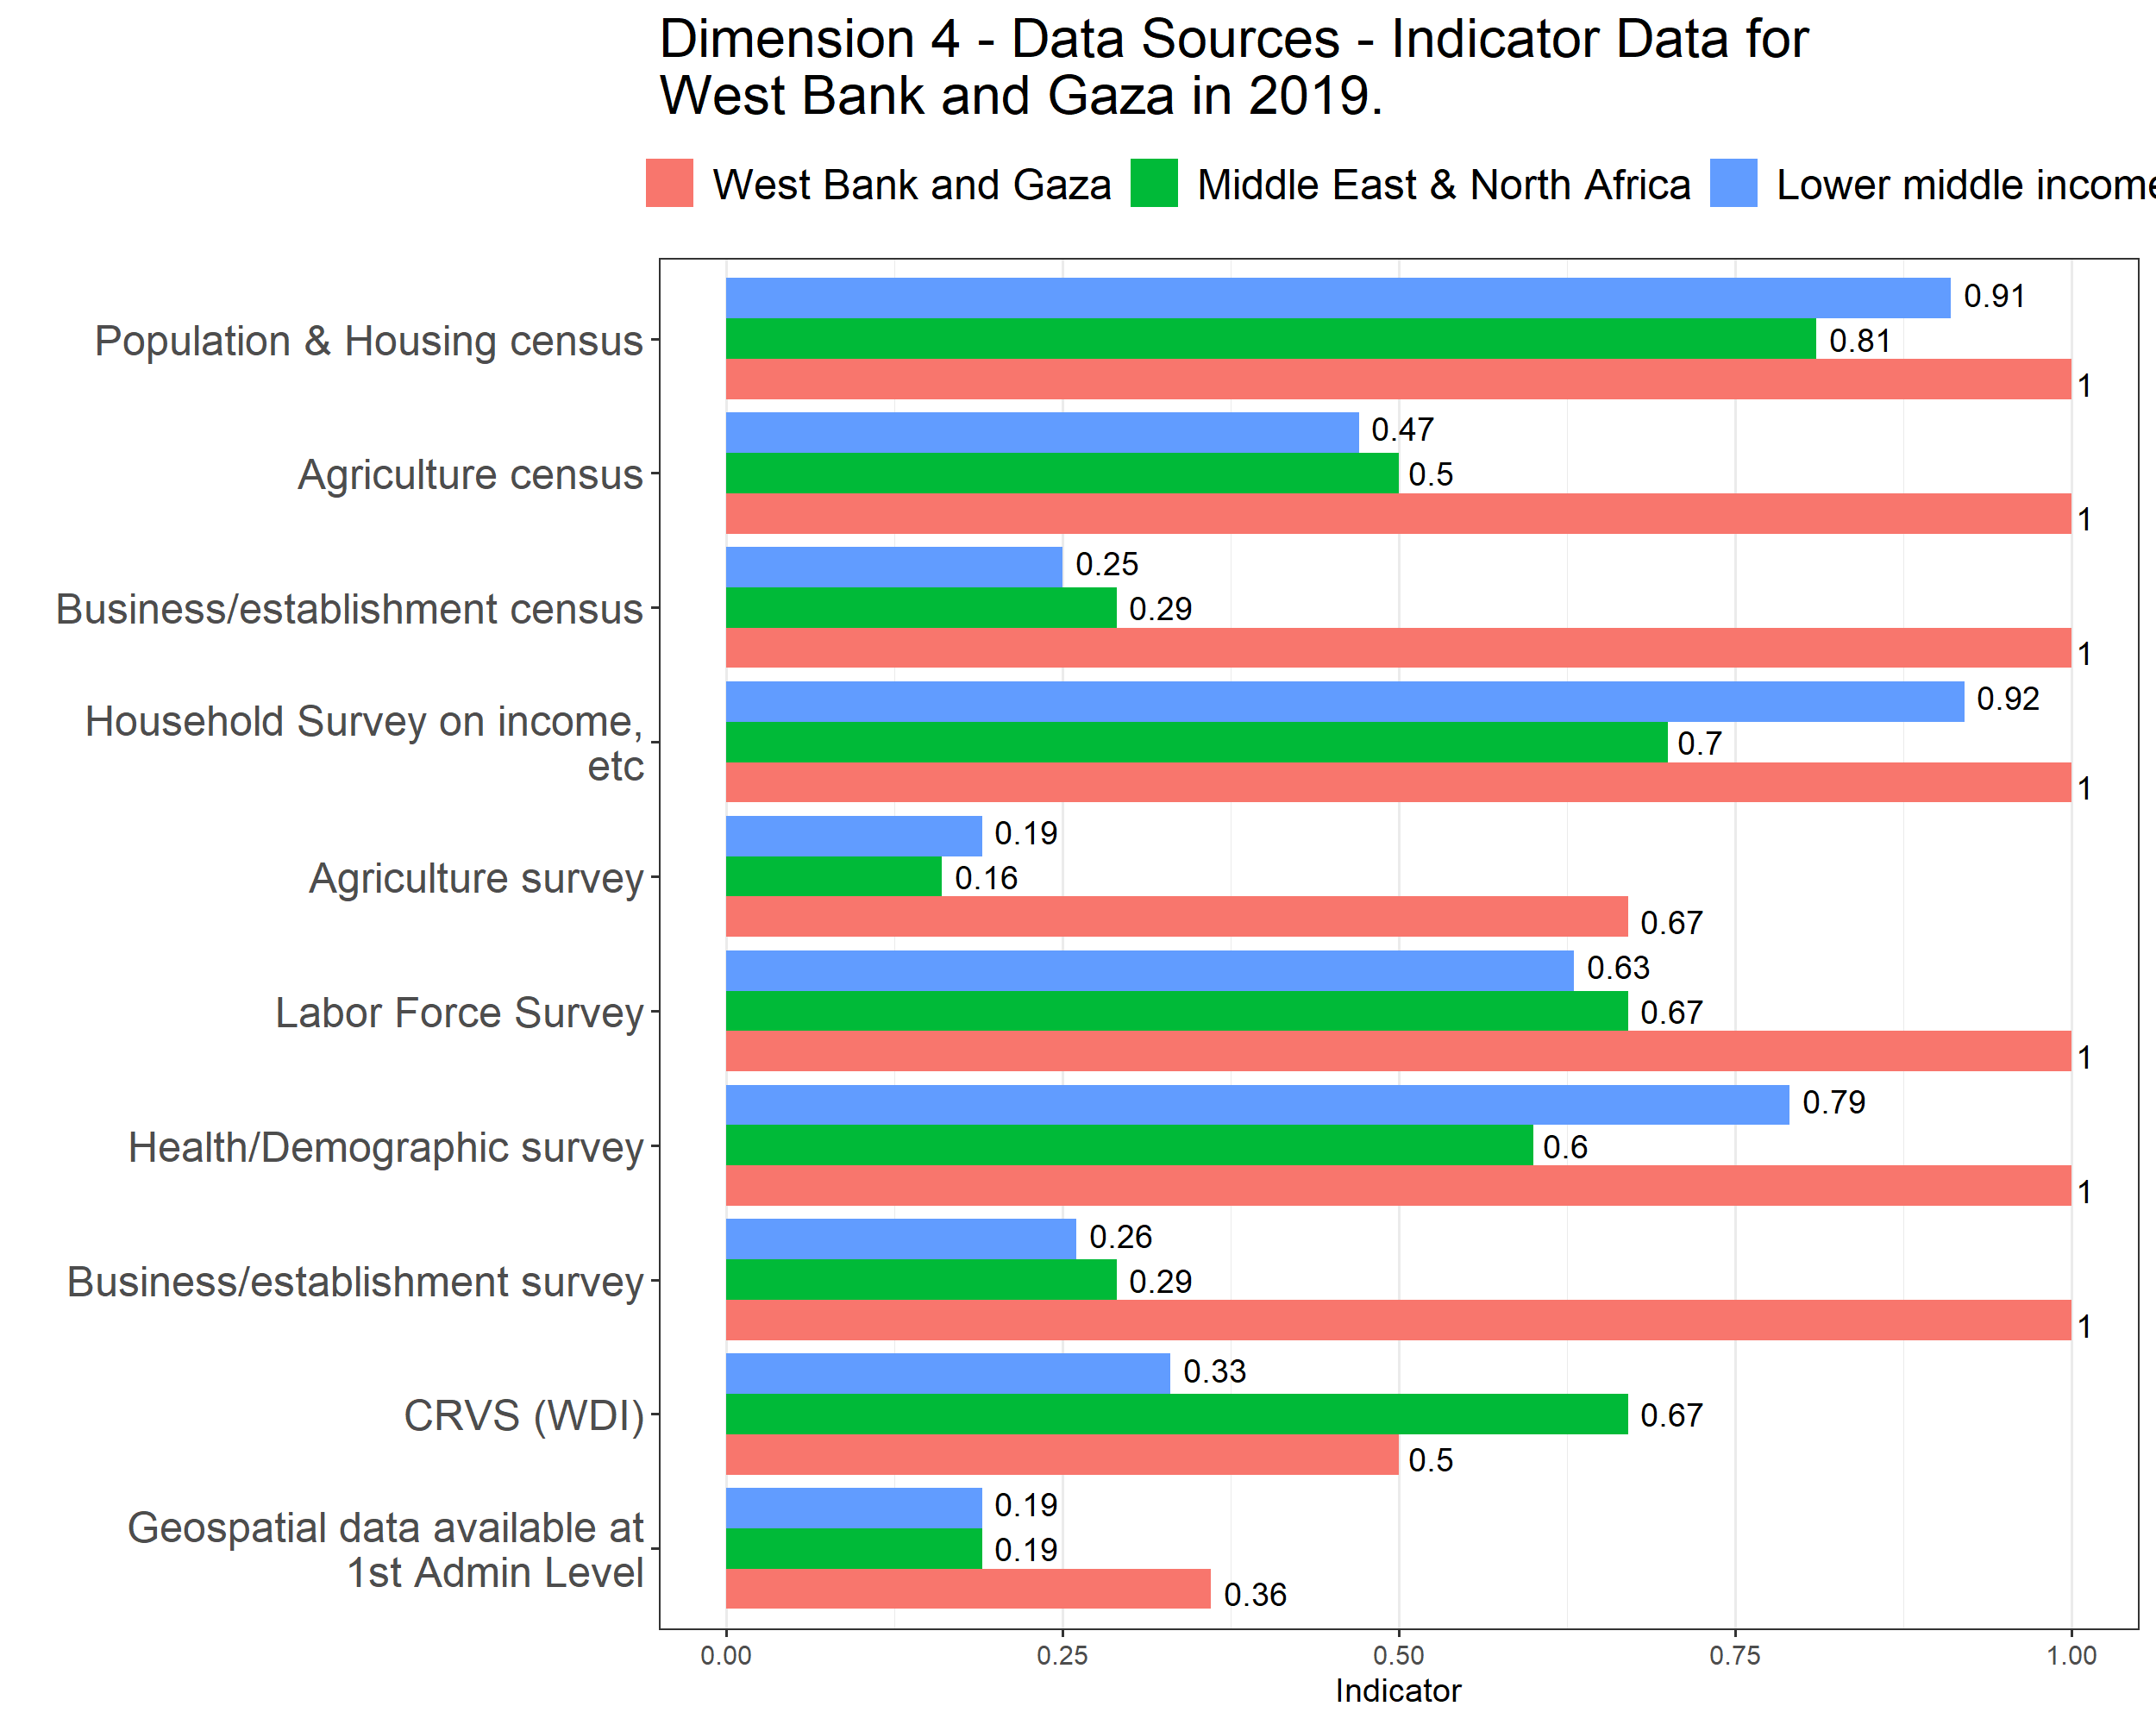 Dimension 4 - Data Sources - Indicator Data for
West Bank and Gaza in 2019.
West Bank and Gaza Middle East & North Africa Lower middle income
Population & Housing census
0.91
0.81
1
Agriculture census
0.47
0.5
1
Business/establishment census
0.25
0.29
1
Household Survey on income,
etc
0.92
0.7
1
Agriculture survey
0.19
0.16
0.67
Labor Force Survey
0.63
0.67
1
Health/Demographic survey
0.79
0.6
1
Business/establishment survey
0.26
0.29
1
CRVS (WDI)
0.33
0.67
0.5
Geospatial data available at
1st Admin Level
0.19
0.19
0.36
0.00 0.25 0.50 0.75 1.00
Indicator